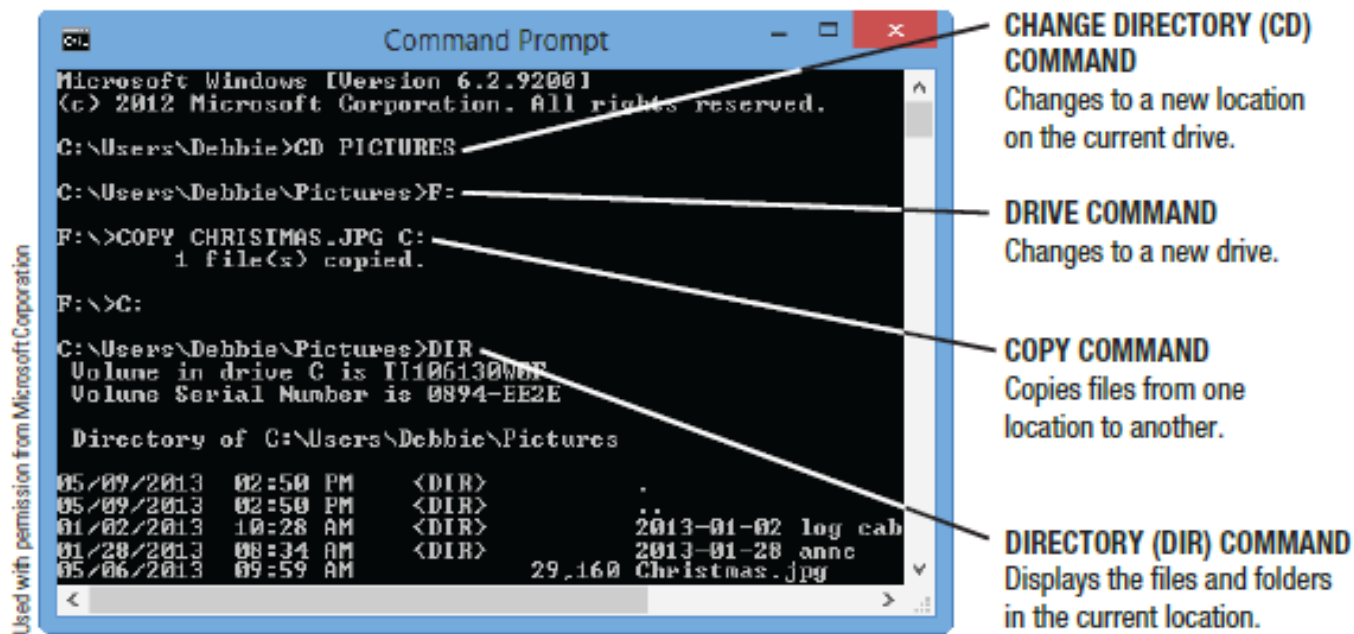 Command Prompt
Microsoft Windows [Version 6.2.9200]
(c) 2012 Microsoft Corporation. All rights reserved.
C:\Users\Debbie>CD PICTURES
C:\Users\Debbie\Pictures>F:
F:\>COPY CHRISTMAS.JPG C:
1 file(s) copied.
F:\>C:
C:\Users\Debbie\Pictures>DIR
Volume in drive C is TI106130W0F
Volume Serial Number is 0894-EE2E
Directory of C:\Users\Debbie\Pictures
05/09/2013 02:50 PM <DIR> .
05/09/2013 02:50 PM <DIR> ..
01/02/2013 10:28 AM <DIR> 2013-01-02 log cab
01/28/2013 08:34 AM <DIR> 2013-01-28 anne
05/06/2013 09:59 AM 29,160 Christmas.jpg
CHANGE DIRECTORY (CD)
COMMAND
Changes to a new location
on the current drive.
DRIVE COMMAND
Changes to a new drive.
COPY COMMAND
Copies files from one
location to another.
DIRECTORY (DIR) COMMAND
Displays the files and folders
in the current location.
Used with permission from Microsoft Corporation